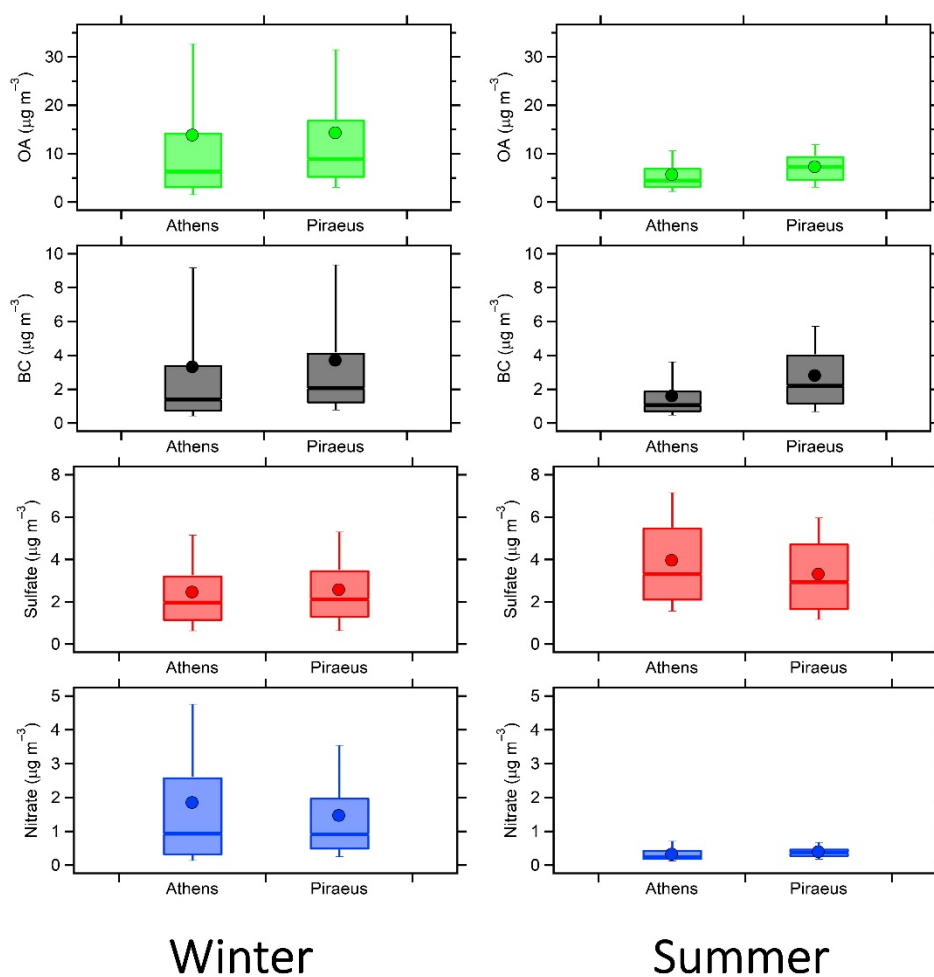 OA (µg m⁻³)
30
20
10
0
Athens Piraeus
OA (µg m⁻³)
30
20
10
0
Athens Piraeus
BC (µg m⁻³)
10
8
6
4
2
0
Athens Piraeus
BC (µg m⁻³)
10
8
6
4
2
0
Athens Piraeus
Sulfate (µg m⁻³)
8
6
4
2
0
Athens Piraeus
Sulfate (µg m⁻³)
8
6
4
2
0
Athens Piraeus
Nitrate (µg m⁻³)
5
4
3
2
1
0
Athens Piraeus
Nitrate (µg m⁻³)
5
4
3
2
1
0
Athens Piraeus
Winter
Summer